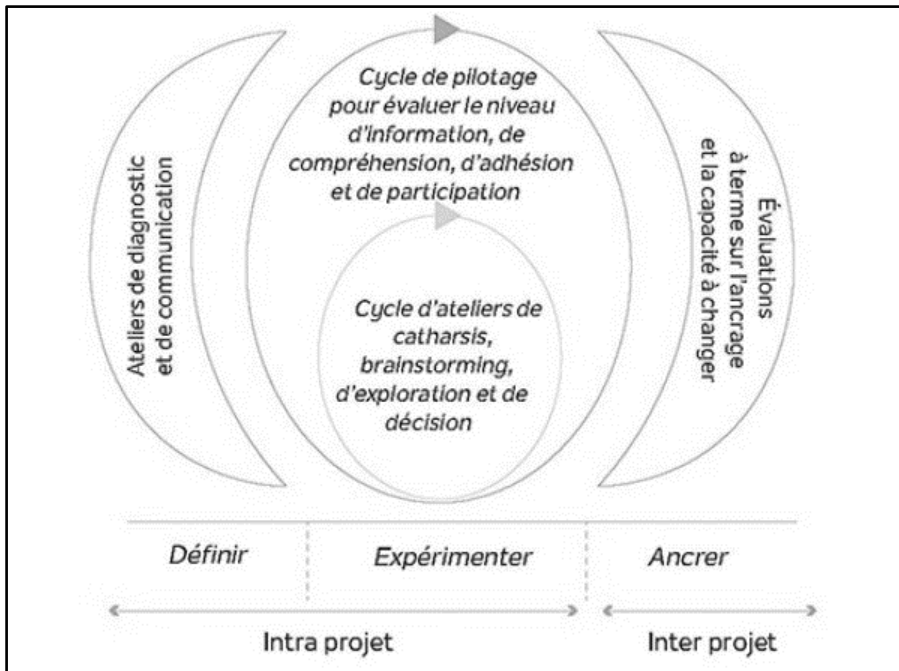 Ateliers de diagnostic
et de communication
Cycle de pilotage
pour évaluer le niveau
d'information, de
compréhension, d'adhésion
et de participation
Cycle d'ateliers de
catharsis,
brainstorming,
d'exploration et de
décision
Évaluations
à terme sur l'ancrage
et la capacité à changer
Définir
Expérimenter
Ancrer
Intra projet
Inter projet